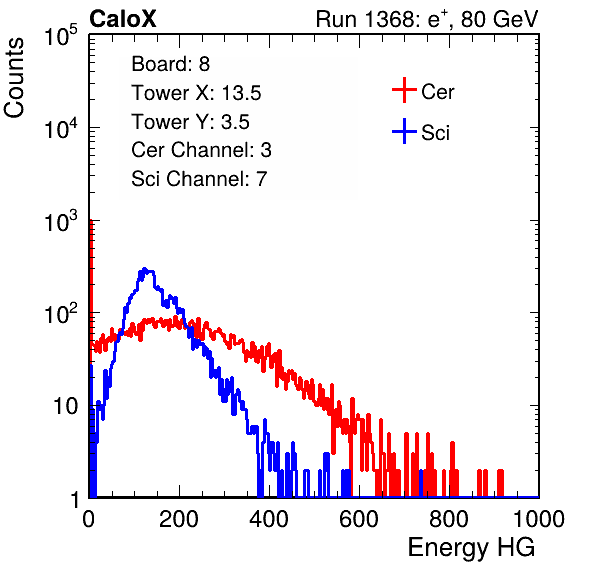 CaloX Run 1368: e⁺, 80 GeV
Counts
10⁵
10⁴
10³
10²
10
1
Board: 8
Tower X: 13.5
Tower Y: 3.5
Cer Channel: 3
Sci Channel: 7
Cer
Sci
0 200 400 600 800 1000
Energy HG